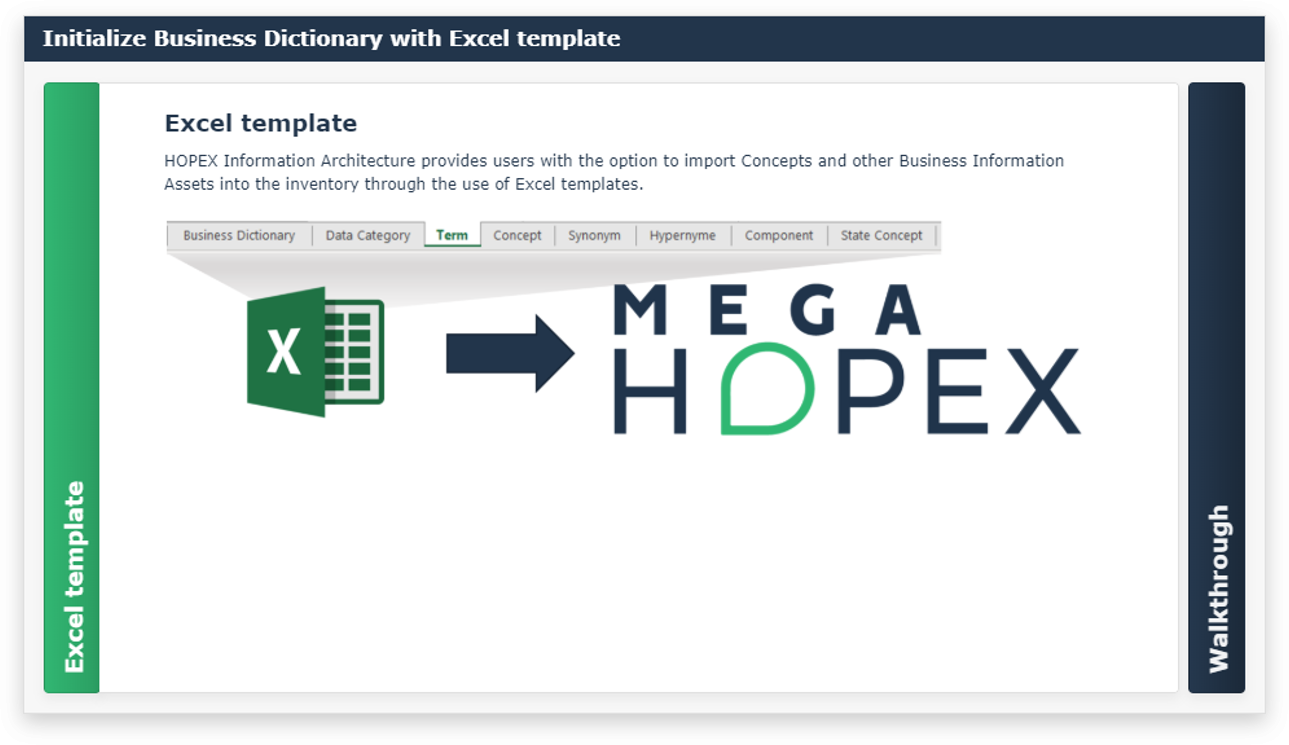 Initialize Business Dictionary with Excel template
Excel template
Excel template
HOPEX Information Architecture provides users with the option to import Concepts and other Business Information
Assets into the inventory through the use of Excel templates.
Business Dictionary Data Category Term Concept Synonym Hypernyme Component State Concept
X
MEGA
HOPEX
Walkthrough